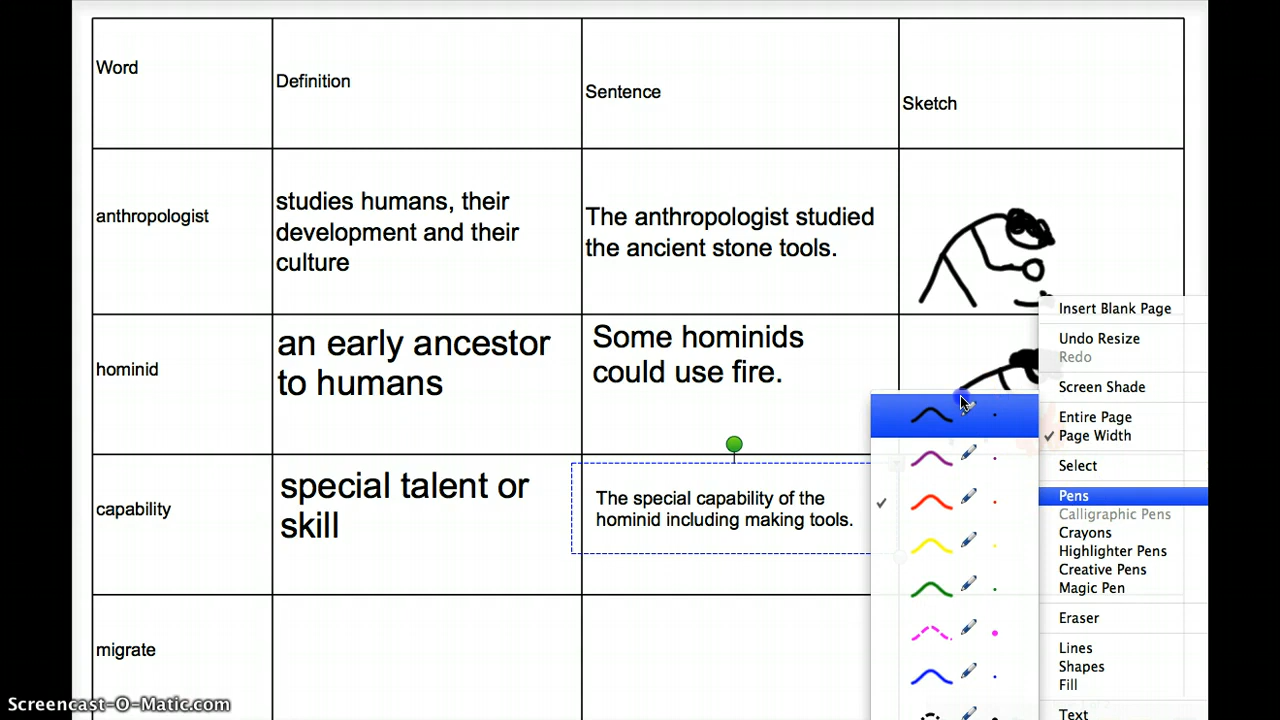 Word
Definition
Sentence
Sketch
anthropologist
studies humans, their
development and their
culture
The anthropologist studied
the ancient stone tools.
hominid
an early ancestor
to humans
Some hominids
could use fire.
capability
special talent or
skill
The special capability of the
hominid including making tools.
migrate
Insert Blank Page
Undo Resize
Redo
Screen Shade
Entire Page
Page Width
Select
Pens
Calligraphic Pens
Crayons
Highlighter Pens
Creative Pens
Magic Pen
Eraser
Lines
Shapes
Fill
Text
Screencast-O-Matic.com